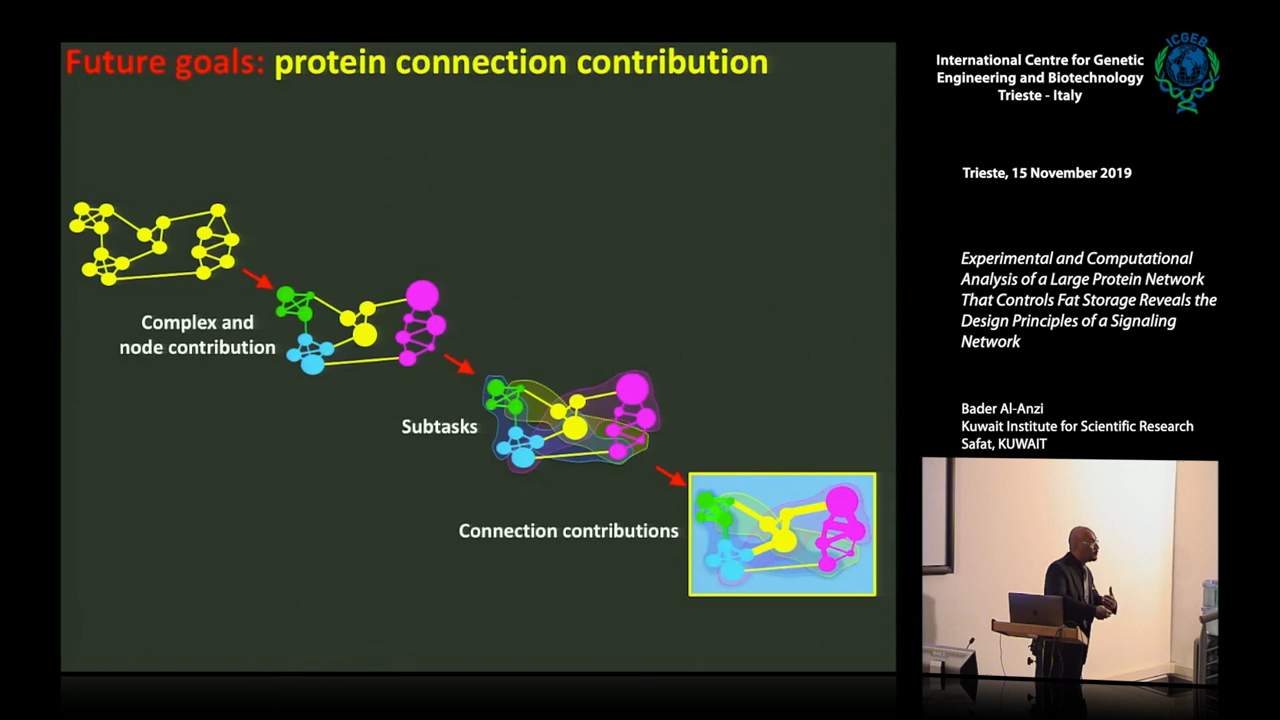 Future goals: protein connection contribution
Complex and
node contribution
Subtasks
Connection contributions
International Centre for Genetic
Engineering and Biotechnology
Trieste - Italy
ICGEB
Trieste, 15 November 2019
Experimental and Computational
Analysis of a Large Protein Network
That Controls Fat Storage Reveals the
Design Principles of a Signaling
Network
Bader Al-Anzi
Kuwait Institute for Scientific Research
Safat, KUWAIT